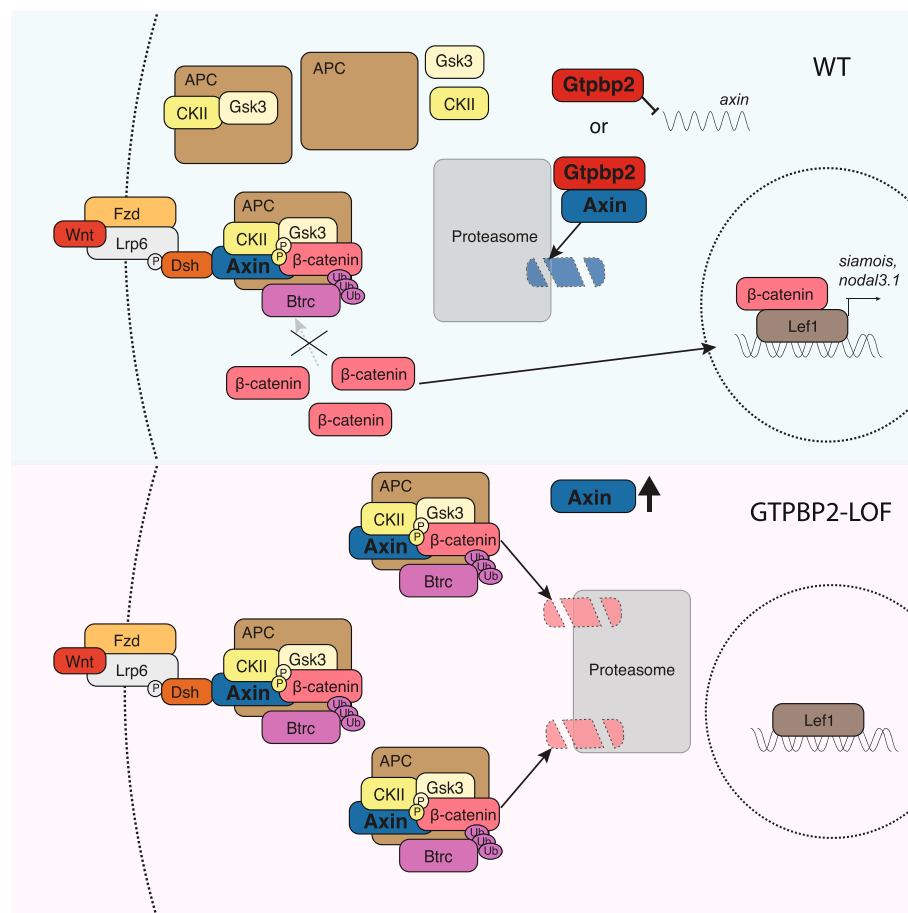 WT
APC
CKII
Gsk3
APC
Gsk3
CKII
Gtpbp2
axin
or
Gtpbp2
Axin
Proteasome
Fzd
Wnt
Lrp6
P
Dsh
APC
CKII
Gsk3
P
P
Axin
β-catenin
Ub
Ub
Ub
Btrc
β-catenin
β-catenin
β-catenin
siamois,
nodal3.1
β-catenin
Lef1
GTPBP2-LOF
APC
CKII
Gsk3
P
P
Axin
β-catenin
Ub
Ub
Ub
Btrc
Axin
Fzd
Wnt
Lrp6
P
Dsh
APC
CKII
Gsk3
P
P
Axin
β-catenin
Ub
Ub
Ub
Btrc
Proteasome
Lef1
APC
CKII
Gsk3
P
P
Axin
β-catenin
Ub
Ub
Ub
Btrc